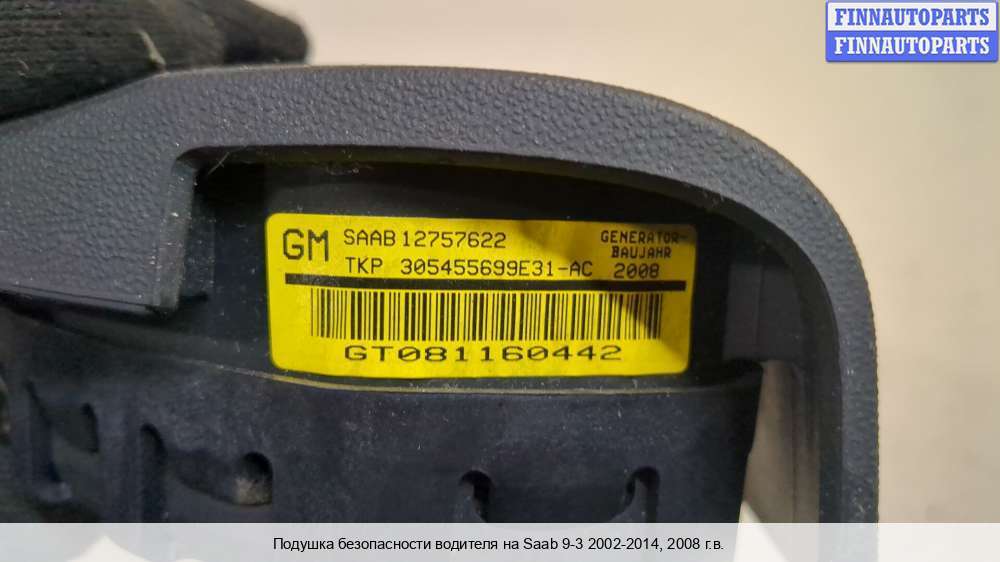 FINNAUTOPARTS
FINNAUTOPARTS
GM SAAB 12757622
TKP 305455699E31-AC
GENERATOR-
BAUJAHR
2008
GT081160442
Подушка безопасности водителя на Saab 9-3 2002-2014, 2008 г.в.